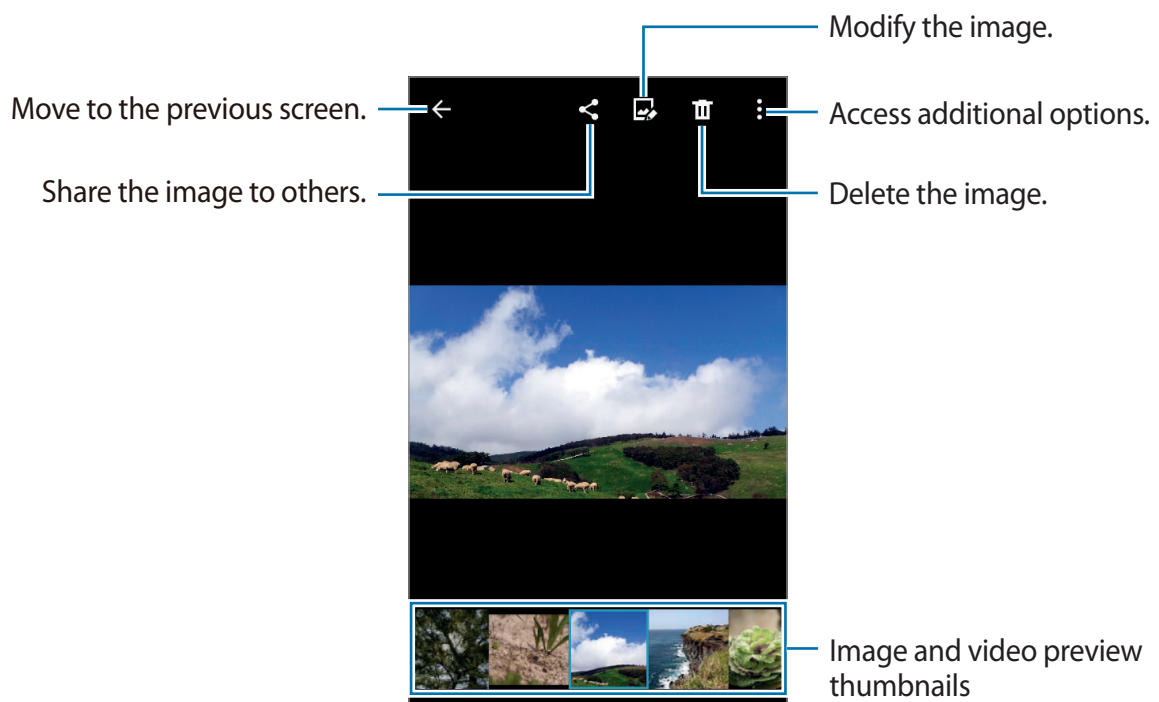 Modify the image.
Move to the previous screen.
Access additional options.
Share the image to others.
Delete the image.
Image and video preview
thumbnails